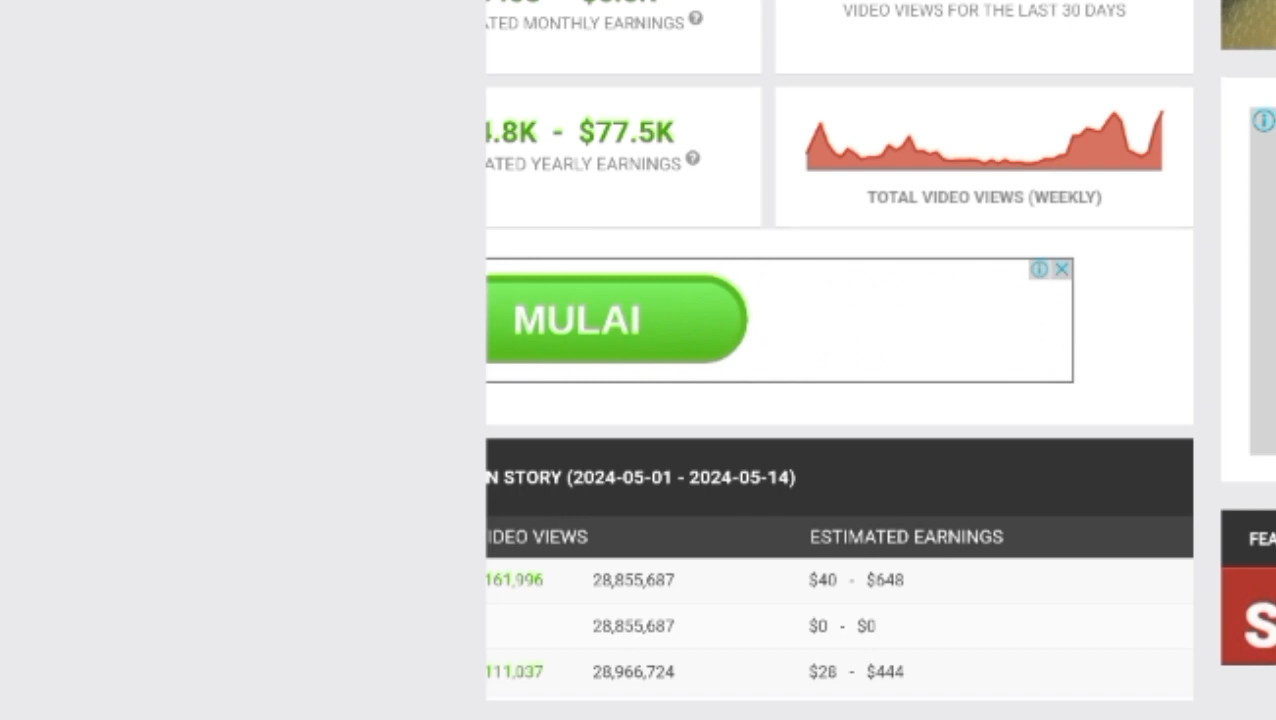 ATED MONTHLY EARNINGS
VIDEO VIEWS FOR THE LAST 30 DAYS
.8K - $77.5K
ATED YEARLY EARNINGS
TOTAL VIDEO VIEWS (WEEKLY)
MULAI
N STORY (2024-05-01 - 2024-05-14)
IDEO VIEWS
ESTIMATED EARNINGS
161,996 28,855,687 $40 - $648
28,855,687 $0 - $0
111,037 28,966,724 $28 - $444
FEA
S